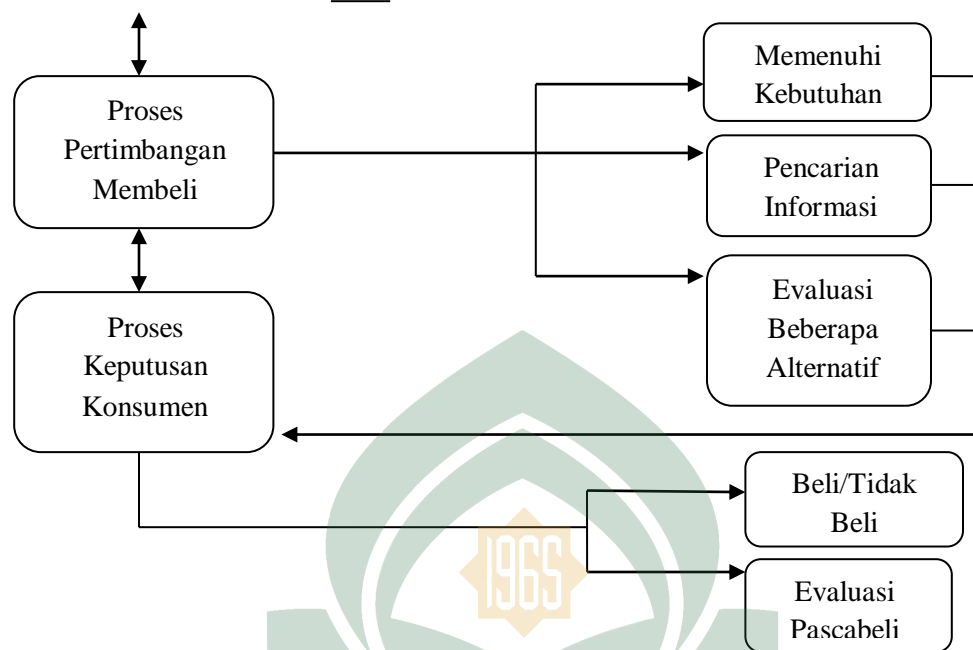 Proses
Pertimbangan
Membeli
Memenuhi
Kebutuhan
Pencarian
Informasi
Evaluasi
Beberapa
Alternatif
Proses
Keputusan
Konsumen
Beli/Tidak
Beli
Evaluasi
Pascabeli
1965